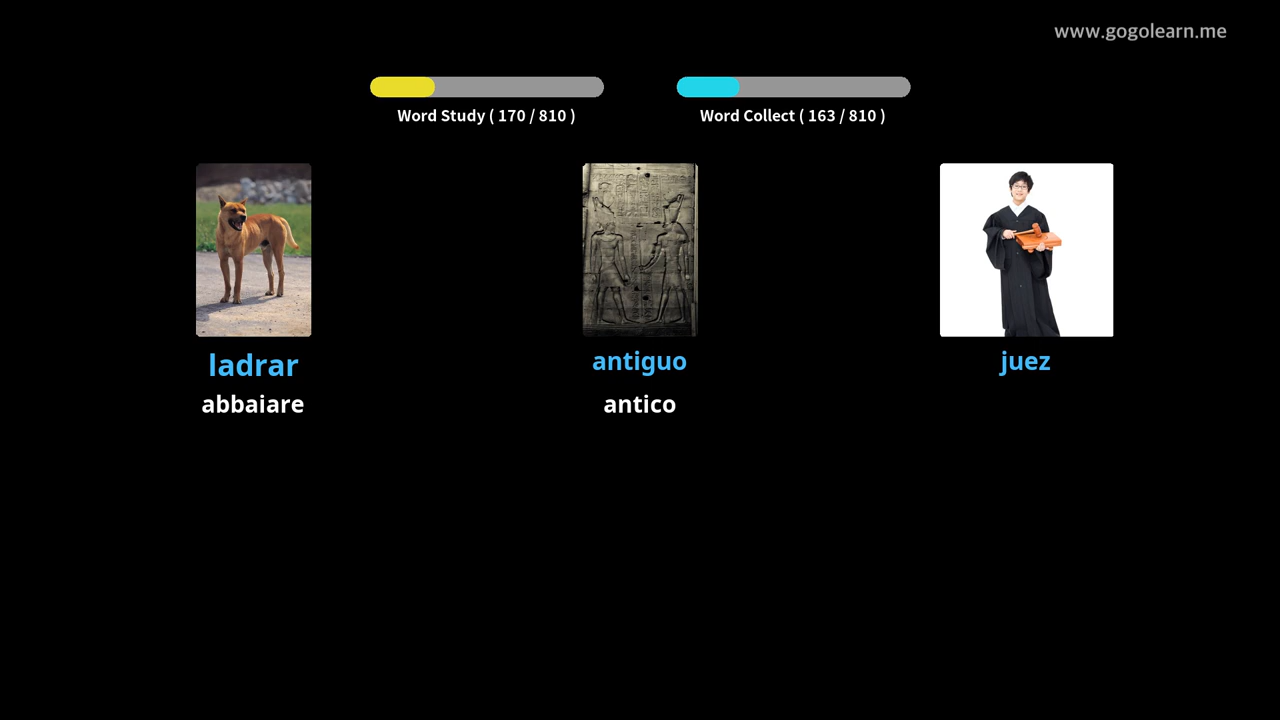 www.gogolearn.me
Word Study ( 170 / 810 )
Word Collect ( 163 / 810 )
ladrar
antiguo
juez
abbaiare
antico